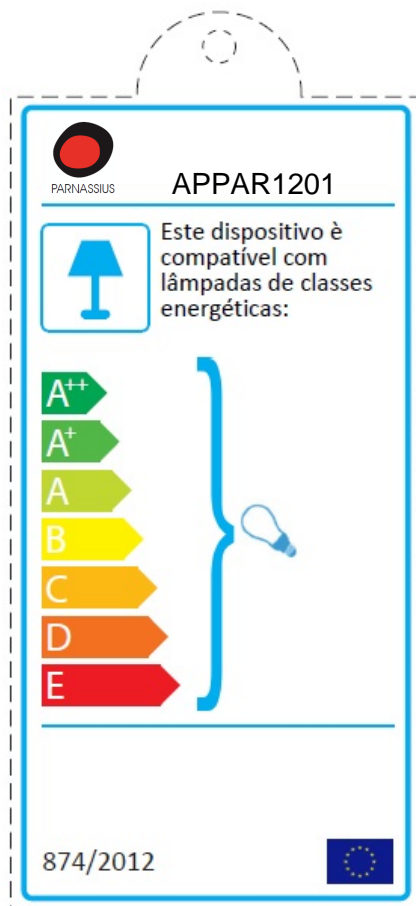 PARNASSIUS
APPAR1201
Este dispositivo è
compatível com
lâmpadas de classes
energéticas:
A++
A+
A
B
C
D
E
874/2012